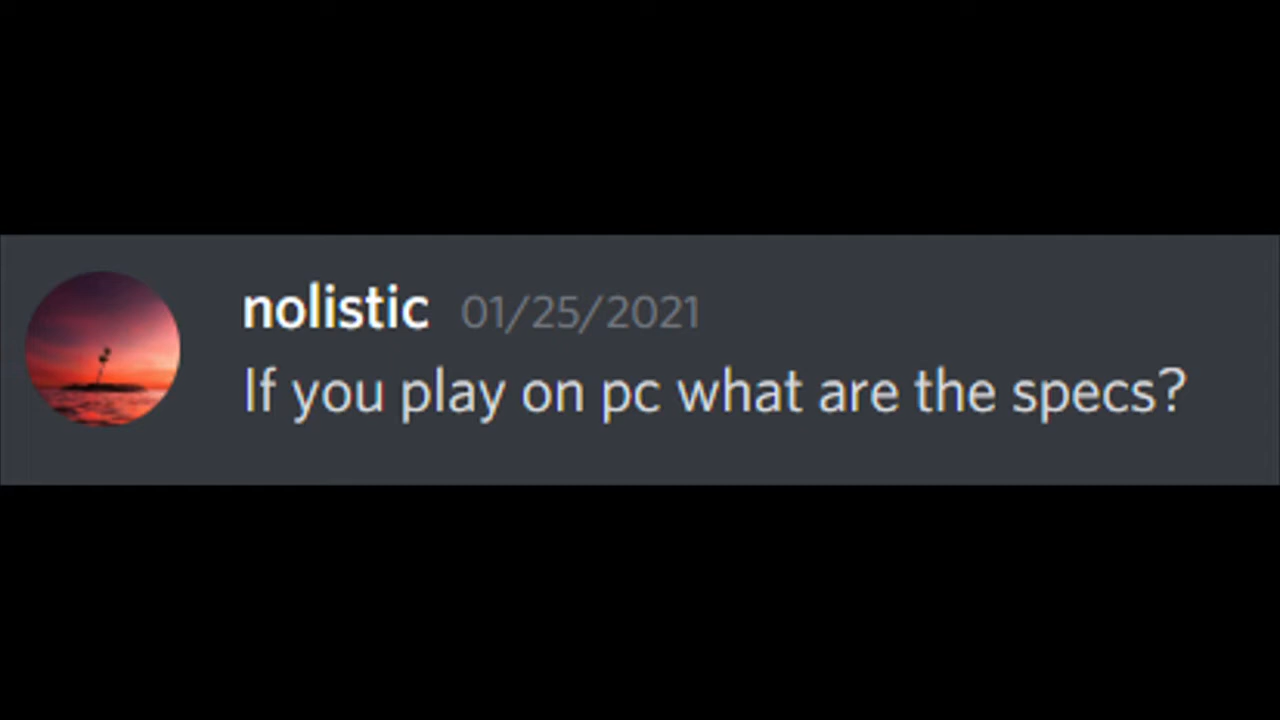 nolistic 01/25/2021
If you play on pc what are the specs?